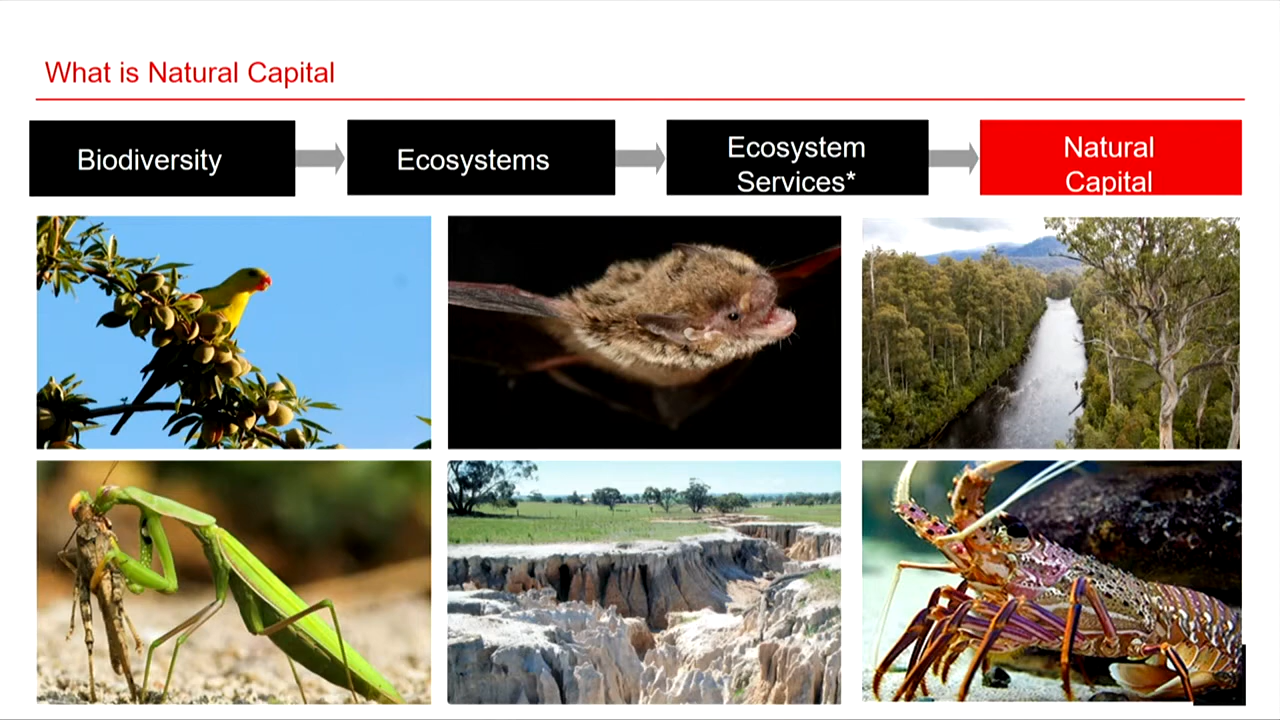 What is Natural Capital
Biodiversity
Ecosystems
Ecosystem
Services*
Natural
Capital